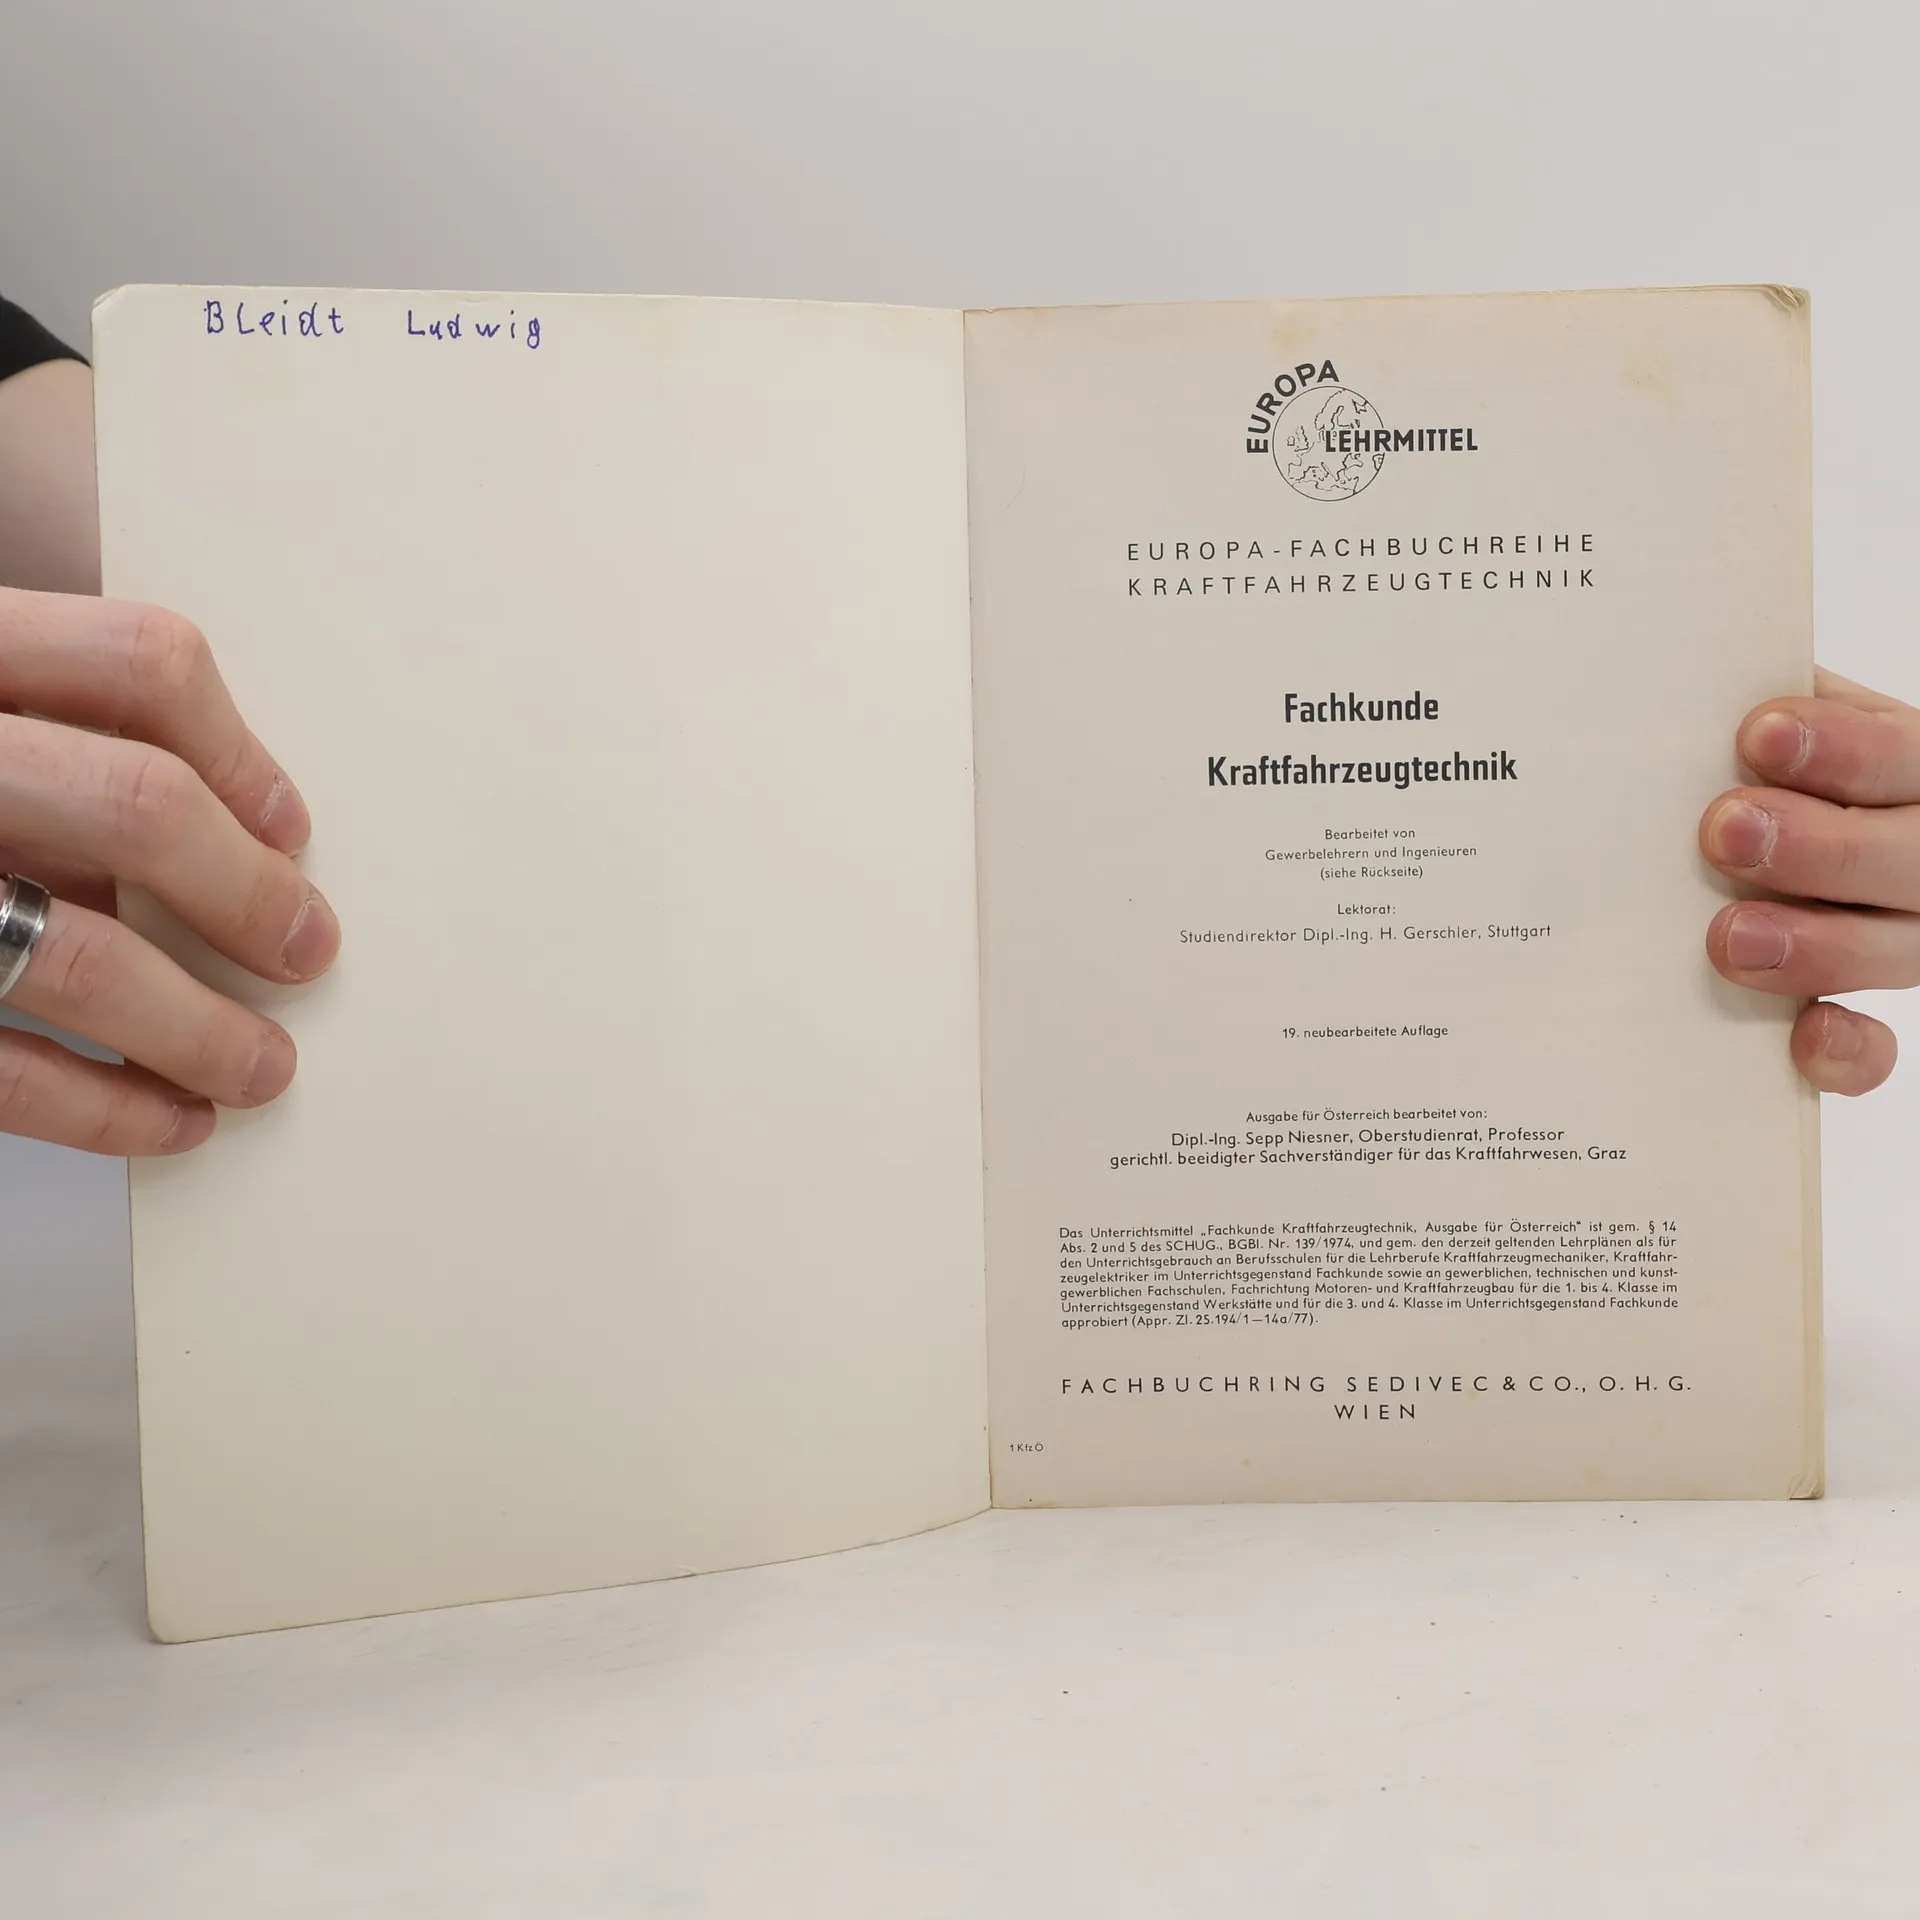 Bleidt Ludwig
EUROPA
LEHRMITTEL
EUROPA-FACHBUCHREIHE
KRAFTFAHRZEUGTECHNIK
Fachkunde
Kraftfahrzeugtechnik
Bearbeitet von
Gewerbelehrern und Ingenieuren
(siehe Rückseite)
Lektorat:
Studiendirektor Dipl.-Ing. H. Gerschler, Stuttgart
19. neubearbeitete Auflage
Ausgabe für Österreich bearbeitet von:
Dipl.-Ing. Sepp Niesner, Oberstudienrat, Professor
gerichtl. beeidigter Sachverständiger für das Kraftfahrwesen, Graz
Das Unterrichtsmittel „Fachkunde Kraftfahrzeugtechnik, Ausgabe für Österreich“ ist gem. § 14
Abs. 2 und 5 des SCHUG., BGBl. Nr. 139/1974, und gem. den derzeit geltenden Lehrplänen als für
den Unterrichtsgebrauch an Berufsschulen für die Lehrberufe Kraftfahrzeugmechaniker, Kraftfahr-
zeugelektriker im Unterrichtsgegenstand Fachkunde sowie an gewerblichen, technischen und kunst-
gewerblichen Fachschulen, Fachrichtung Motoren- und Kraftfahrzeugbau für die 1. bis 4. Klasse im
Unterrichtsgegenstand Werkstätte und für die 3. und 4. Klasse im Unterrichtsgegenstand Fachkunde
approbiert (Appr. Zl. 25.194/1—14a/77).
FACHBUCHRING SEDIVEC & CO., O. H. G.
WIEN
1 Kfz Ö